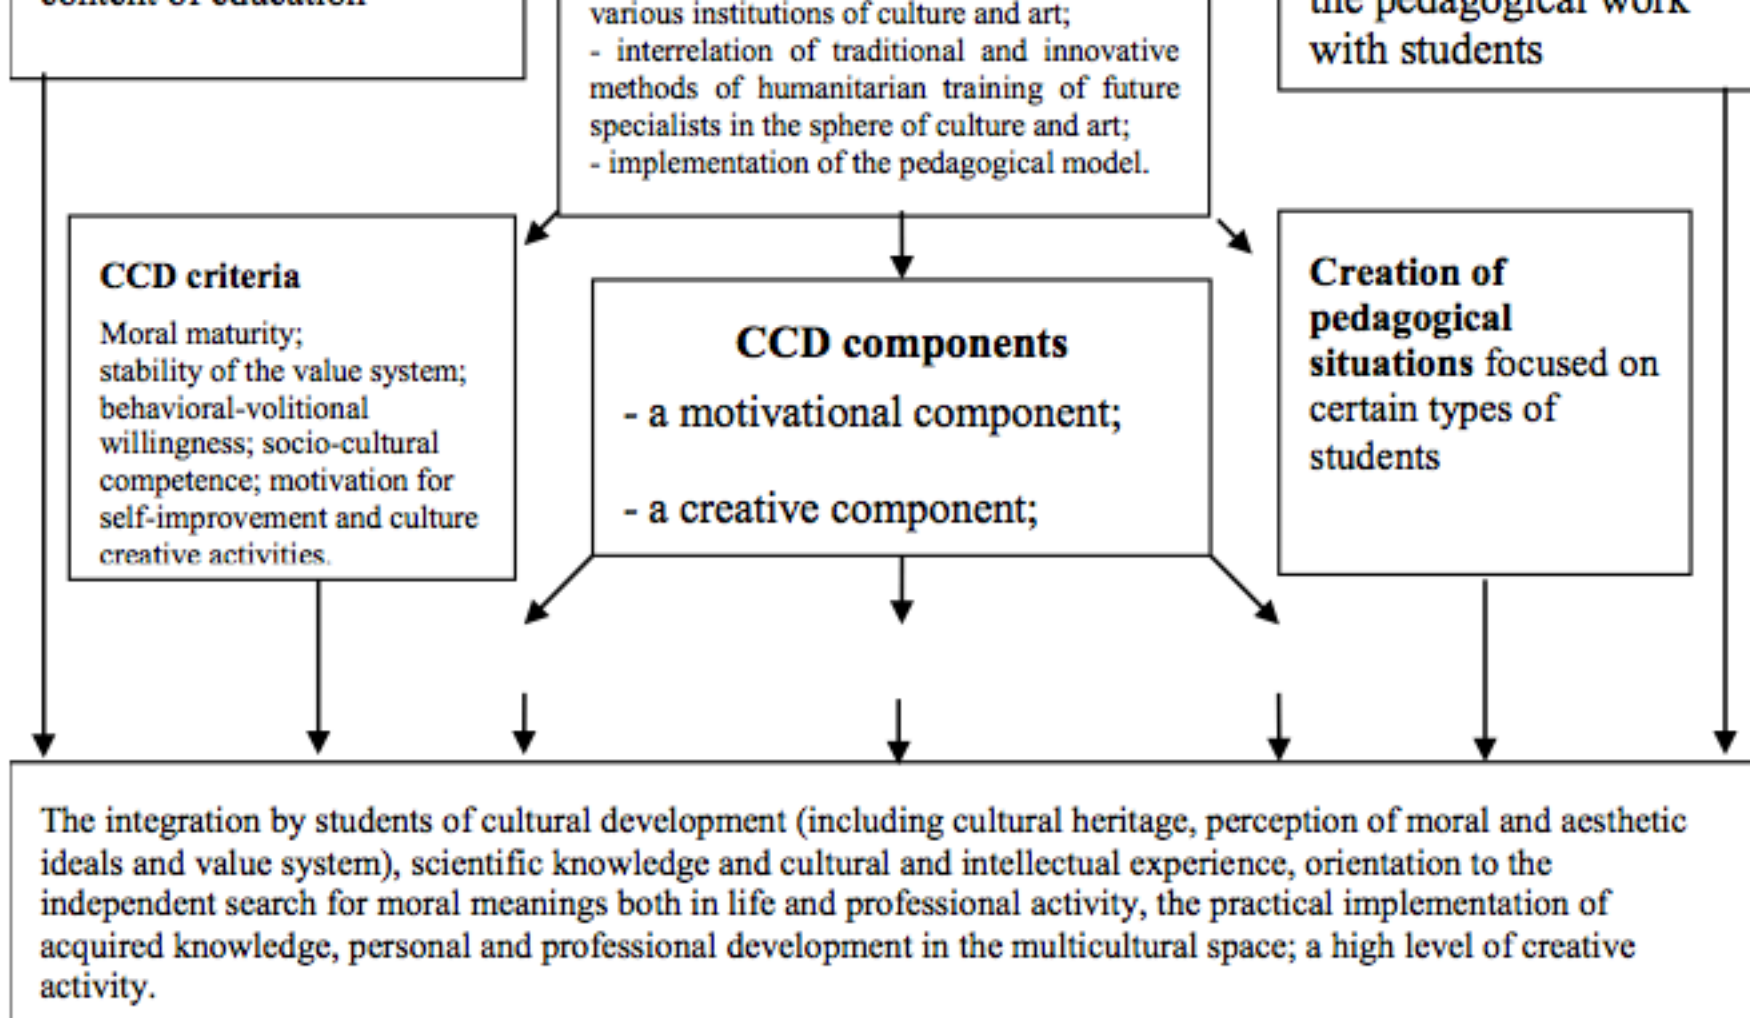 content of education
various institutions of culture and art;
- interrelation of traditional and innovative
methods of humanitarian training of future
specialists in the sphere of culture and art;
- implementation of the pedagogical model.
the pedagogical work
with students
CCD criteria
Moral maturity;
stability of the value system;
behavioral-volitional
willingness; socio-cultural
competence; motivation for
self-improvement and culture
creative activities.
CCD components
- a motivational component;
- a creative component;
Creation of
pedagogical
situations focused on
certain types of
students
The integration by students of cultural development (including cultural heritage, perception of moral and aesthetic
ideals and value system), scientific knowledge and cultural and intellectual experience, orientation to the
independent search for moral meanings both in life and professional activity, the practical implementation of
acquired knowledge, personal and professional development in the multicultural space; a high level of creative
activity.